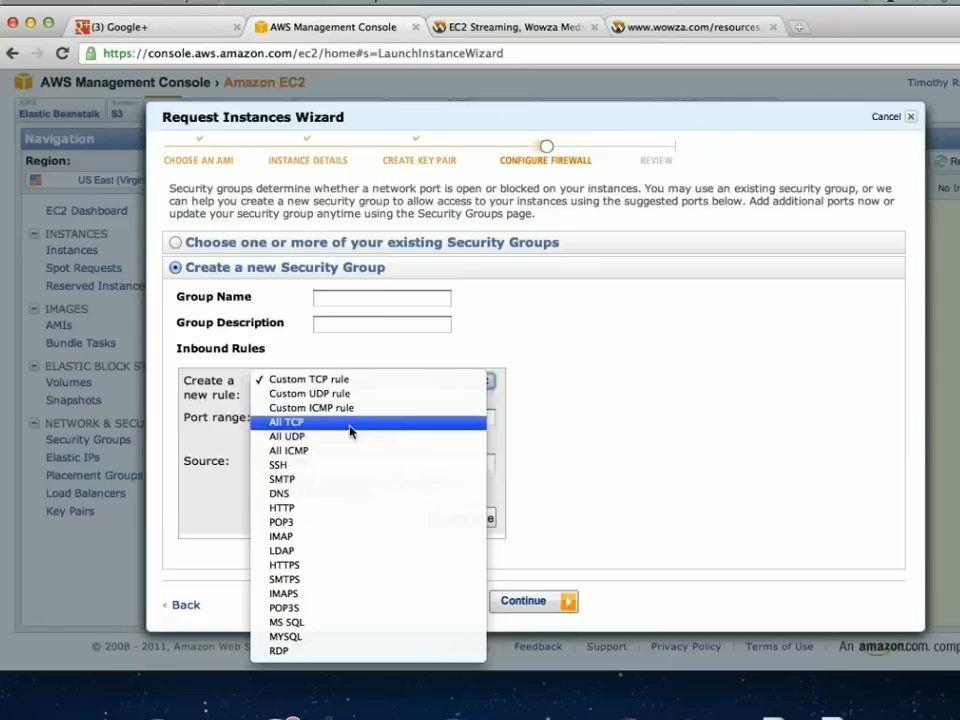 (3) Google+
AWS Management Console
EC2 Streaming, Wowza Med
www.wowza.com/resources
https://console.aws.amazon.com/ec2/home#s=LaunchInstanceWizard
AWS Management Console › Amazon EC2
Timothy R
AWS
Elastic Beanstalk
Amazon
S3
Navigation
Region:
US East (Virgin
EC2 Dashboard
INSTANCES
Instances
Spot Requests
Reserved Instance
IMAGES
AMIs
Bundle Tasks
ELASTIC BLOCK S
Volumes
Snapshots
NETWORK & SECU
Security Groups
Elastic IPs
Placement Groups
Load Balancers
Key Pairs
Request Instances Wizard
Cancel
CHOOSE AN AMI
INSTANCE DETAILS
CREATE KEY PAIR
CONFIGURE FIREWALL
REVIEW
Security groups determine whether a network port is open or blocked on your instances. You may use an existing security group, or we
can help you create a new security group to allow access to your instances using the suggested ports below. Add additional ports now or
update your security group anytime using the Security Groups page.
Choose one or more of your existing Security Groups
Create a new Security Group
Group Name
Group Description
Inbound Rules
Create a
new rule:
Port range:
Source:
✓ Custom TCP rule
Custom UDP rule
Custom ICMP rule
All TCP
All UDP
All ICMP
SSH
SMTP
DNS
HTTP
POP3
IMAP
LDAP
HTTPS
SMTPS
IMAPS
POP3S
MS SQL
MYSQL
RDP
‹ Back
Continue
Re
No I
© 2008 - 2011, Amazon Web S
Feedback
Support
Privacy Policy
Terms of Use
An amazon.com. comp